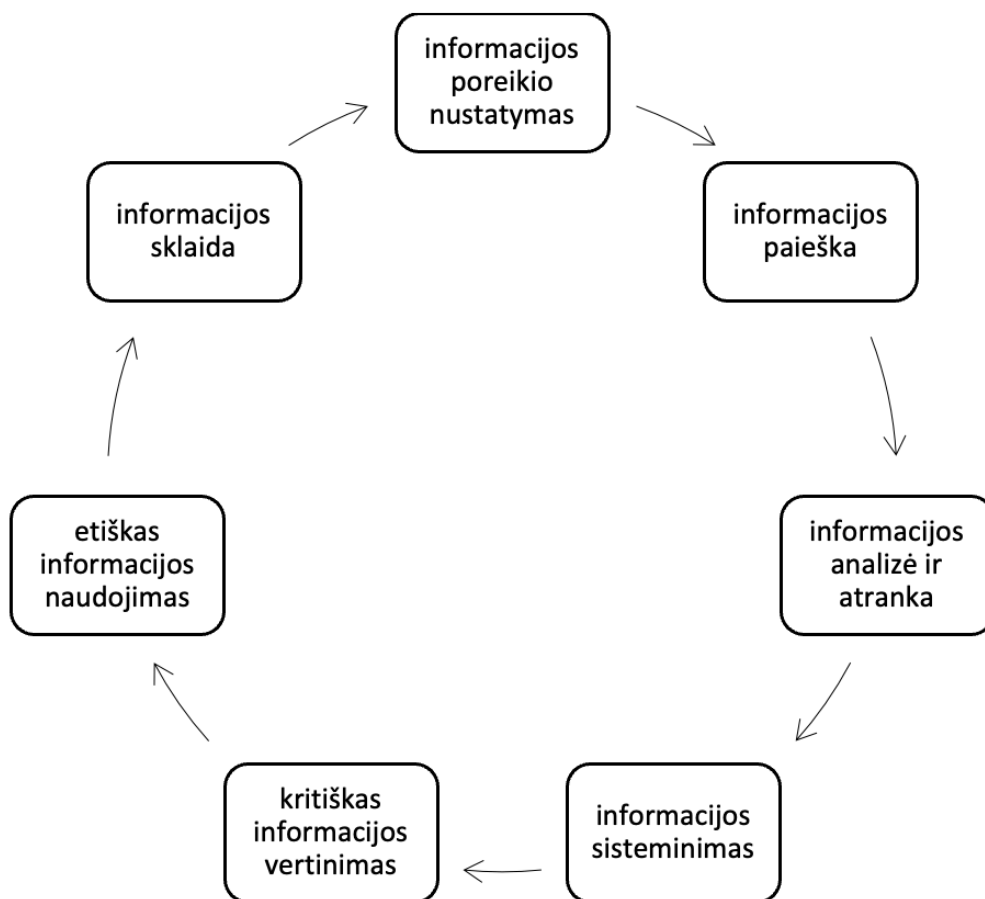 informacijos
poreikio
nustatymas
informacijos
paieška
informacijos
analizė ir
atranka
informacijos
sisteminimas
kritiškas
informacijos
vertinimas
etiškas
informacijos
naudojimas
informacijos
sklaida